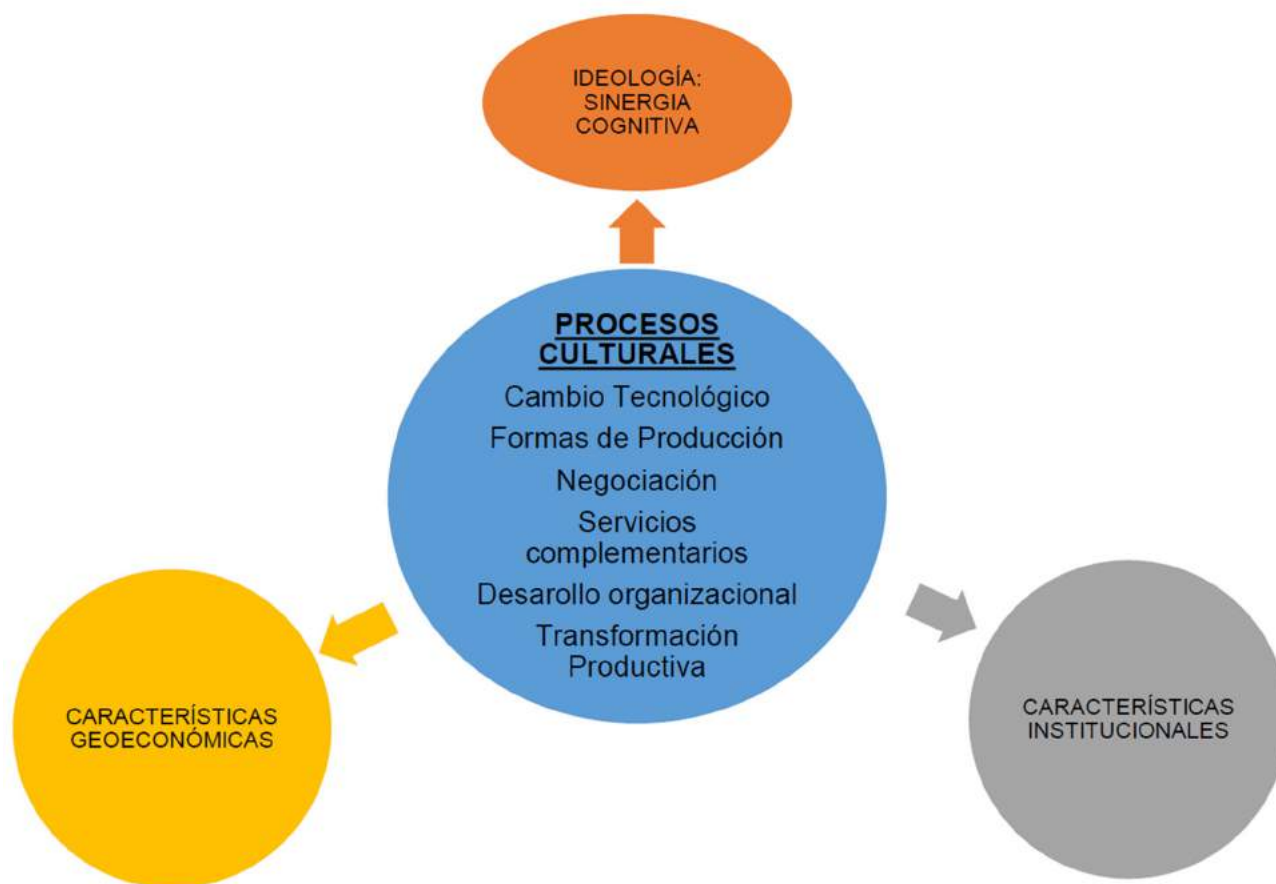 IDEOLOGÍA:
SINERGIA
COGNITIVA
PROCESOS
CULTURALES
Cambio Tecnológico
Formas de Producción
Negociación
Servicios
complementarios
Desarollo organizacional
Transformación
Productiva
CARACTERÍSTICAS
GEOECONÓMICAS
CARACTERÍSTICAS
INSTITUCIONALES